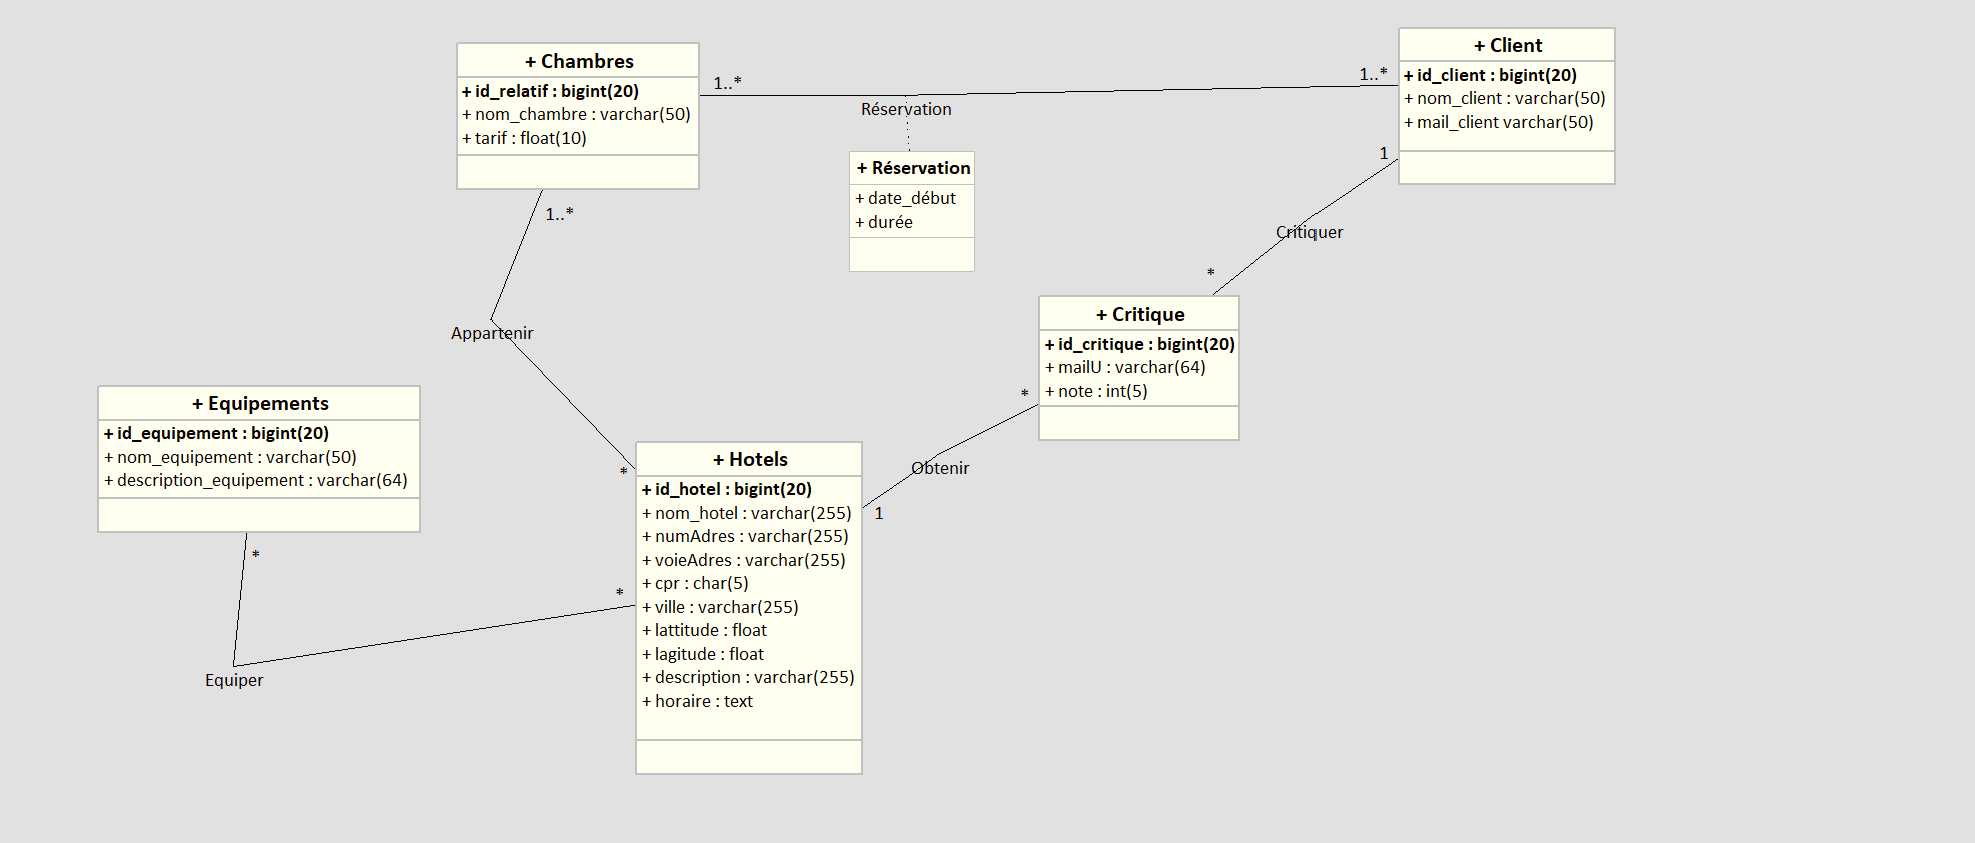 + Chambres
+ id_relatif : bigint(20)
+ nom_chambre : varchar(50)
+ tarif : float(10)
1..*
1..*
Réservation
+ Réservation
+ date_début
+ durée
+ Client
+ id_client : bigint(20)
+ nom_client : varchar(50)
+ mail_client varchar(50)
1
Critiquer
*
1..*
Appartenir
*
+ Critique
+ id_critique : bigint(20)
+ mailU : varchar(64)
+ note : int(5)
*
Obtenir
1
+ Equipements
+ id_equipement : bigint(20)
+ nom_equipement : varchar(50)
+ description_equipement : varchar(64)
*
Equiper
*
+ Hotels
+ id_hotel : bigint(20)
+ nom_hotel : varchar(255)
+ numAdres : varchar(255)
+ voieAdres : varchar(255)
+ cpr : char(5)
+ ville : varchar(255)
+ lattitude : float
+ lagitude : float
+ description : varchar(255)
+ horaire : text